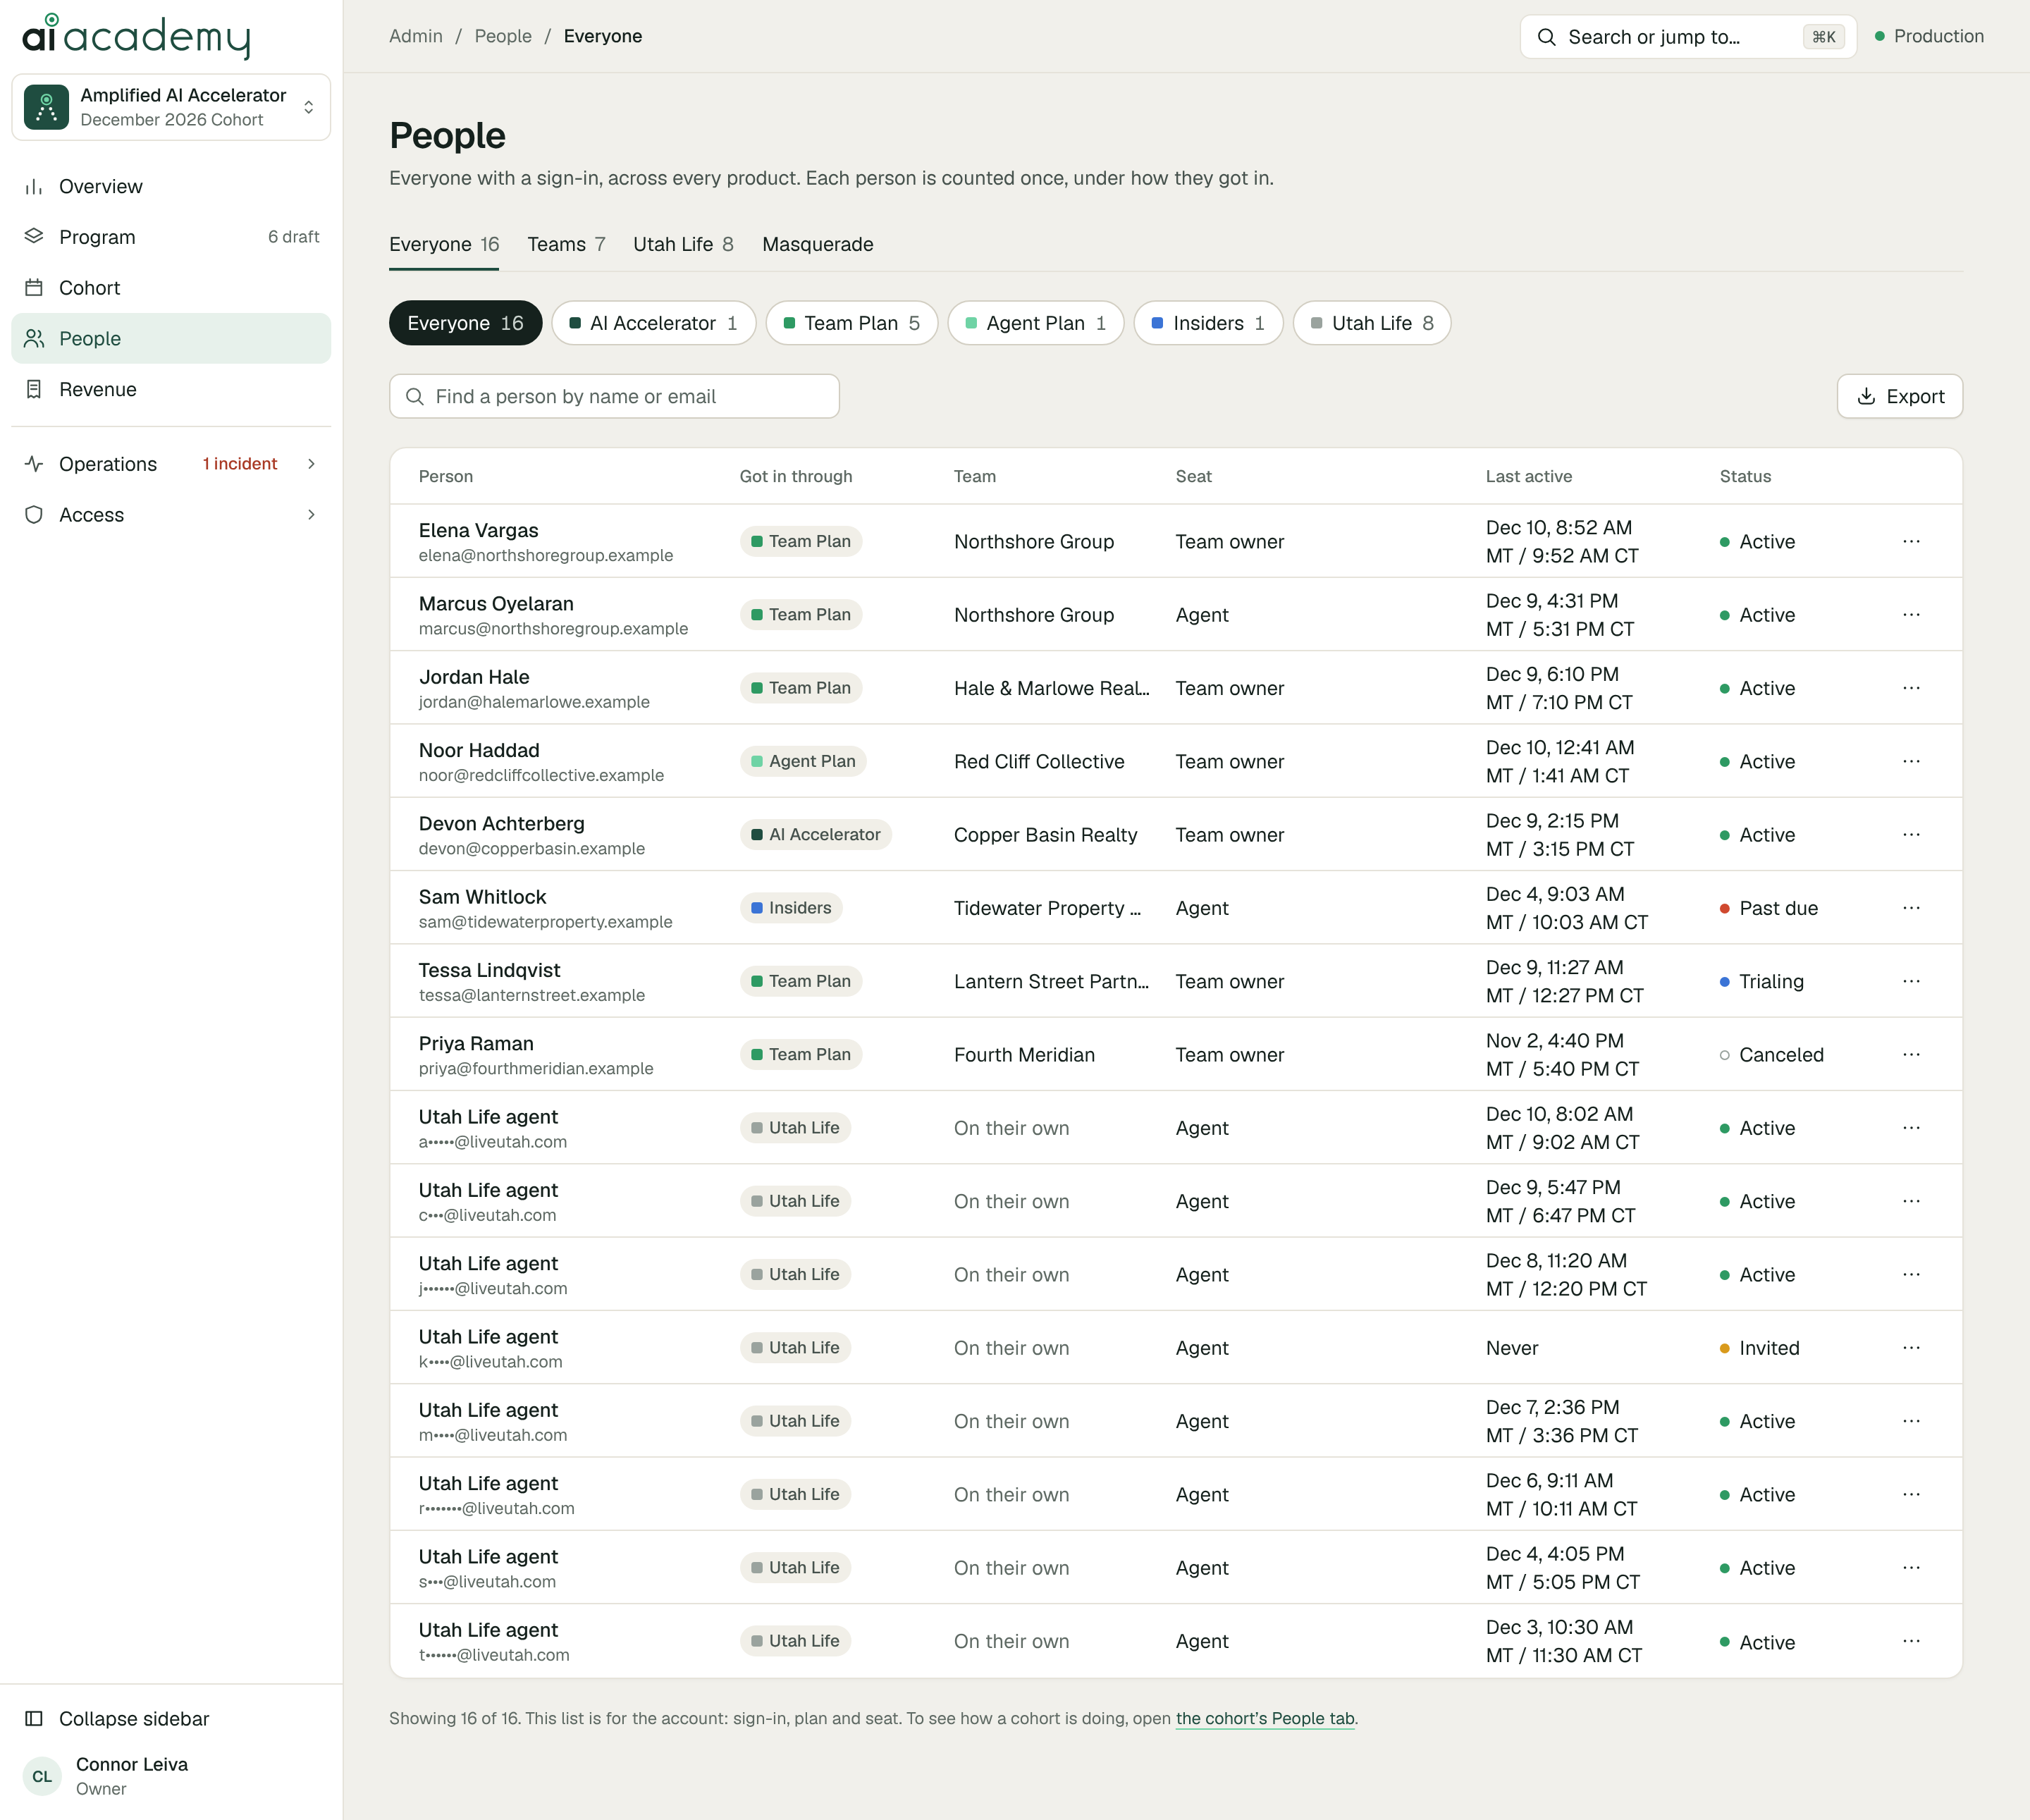 ai academy
Amplified AI Accelerator
December 2026 Cohort
Overview
Program 6 draft
Cohort
People
Revenue
Operations 1 incident
Access
Collapse sidebar
CL
Connor Leiva
Owner
Admin / People / Everyone
Search or jump to... ⌘K
Production
People
Everyone with a sign-in, across every product. Each person is counted once, under how they got in.
Everyone 16 Teams 7 Utah Life 8 Masquerade
Everyone 16 AI Accelerator 1 Team Plan 5 Agent Plan 1 Insiders 1 Utah Life 8
Find a person by name or email
Export
Person Got in through Team Seat Last active Status
Elena Vargas
elena@northshoregroup.example
Team Plan Northshore Group Team owner
Dec 10, 8:52 AM
MT / 9:52 AM CT
Active
Marcus Oyelaran
marcus@northshoregroup.example
Team Plan Northshore Group Agent
Dec 9, 4:31 PM
MT / 5:31 PM CT
Active
Jordan Hale
jordan@halemarlowe.example
Team Plan Hale & Marlowe Real... Team owner
Dec 9, 6:10 PM
MT / 7:10 PM CT
Active
Noor Haddad
noor@redcliffcollective.example
Agent Plan Red Cliff Collective Team owner
Dec 10, 12:41 AM
MT / 1:41 AM CT
Active
Devon Achterberg
devon@copperbasin.example
AI Accelerator Copper Basin Realty Team owner
Dec 9, 2:15 PM
MT / 3:15 PM CT
Active
Sam Whitlock
sam@tidewaterproperty.example
Insiders Tidewater Property ... Agent
Dec 4, 9:03 AM
MT / 10:03 AM CT
Past due
Tessa Lindqvist
tessa@lanternstreet.example
Team Plan Lantern Street Partn... Team owner
Dec 9, 11:27 AM
MT / 12:27 PM CT
Trialing
Priya Raman
priya@fourthmeridian.example
Team Plan Fourth Meridian Team owner
Nov 2, 4:40 PM
MT / 5:40 PM CT
Canceled
Utah Life agent
a•••••@liveutah.com
Utah Life On their own Agent
Dec 10, 8:02 AM
MT / 9:02 AM CT
Active
Utah Life agent
c•••@liveutah.com
Utah Life On their own Agent
Dec 9, 5:47 PM
MT / 6:47 PM CT
Active
Utah Life agent
j••••••@liveutah.com
Utah Life On their own Agent
Dec 8, 11:20 AM
MT / 12:20 PM CT
Active
Utah Life agent
k••••@liveutah.com
Utah Life On their own Agent
Never
Invited
Utah Life agent
m••••@liveutah.com
Utah Life On their own Agent
Dec 7, 2:36 PM
MT / 3:36 PM CT
Active
Utah Life agent
r•••••••@liveutah.com
Utah Life On their own Agent
Dec 6, 9:11 AM
MT / 10:11 AM CT
Active
Utah Life agent
s•••@liveutah.com
Utah Life On their own Agent
Dec 4, 4:05 PM
MT / 5:05 PM CT
Active
Utah Life agent
t••••••@liveutah.com
Utah Life On their own Agent
Dec 3, 10:30 AM
MT / 11:30 AM CT
Active
Showing 16 of 16. This list is for the account: sign-in, plan and seat. To see how a cohort is doing, open the cohort's People tab.